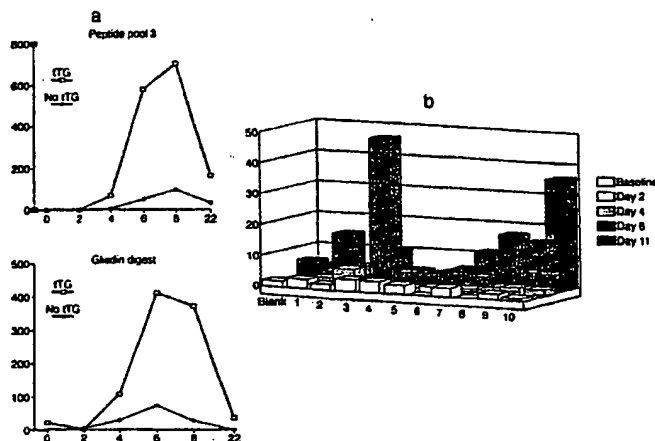 a
Peptide pool 3
800
600
400
200
0
tTG
No tTG
0 2 4 6 8 22
Gliadin digest
500
400
300
200
100
0
tTG
No tTG
0 2 4 6 8 22
b
50
40
30
20
10
0
Blank 1 2 3 4 5 6 7 8 9 10
Baseline
Day 2
Day 4
Day 6
Day 11